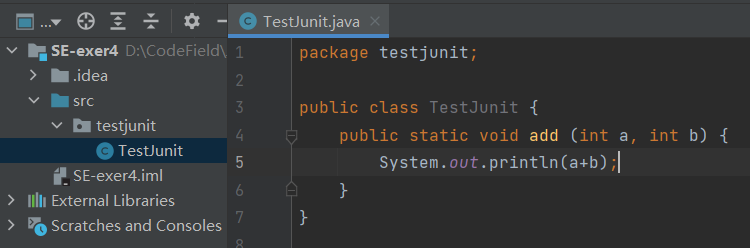 ...
TestJunit.java
SE-exer4 D:\CodeField\
.idea
src
testjunit
TestJunit
SE-exer4.iml
External Libraries
Scratches and Consoles
1 package testjunit;
2
3 public class TestJunit {
4 public static void add (int a, int b) {
5 System.out.println(a+b);
6 }
7 }
8